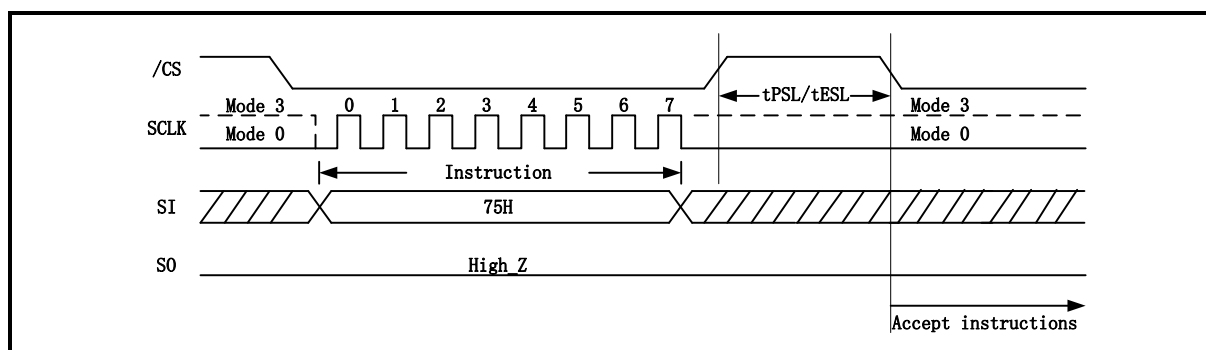 /CS
tPSL/tESL
Mode 3 0 1 2 3 4 5 6 7 Mode 3
SCLK
Mode 0 Mode 0
Instruction
SI 75H
SO High_Z
Accept instructions